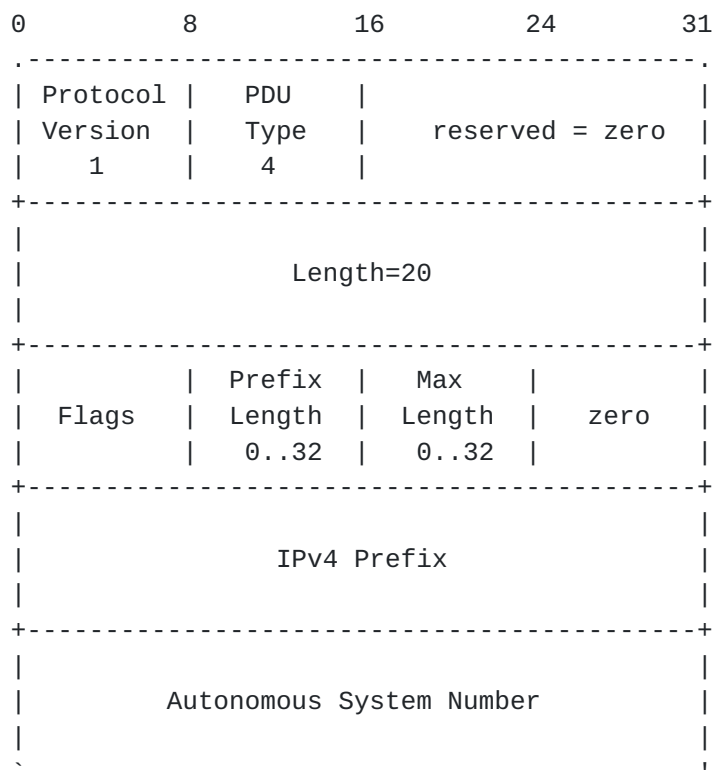 0          8          16         24        31
.-------------------------------------------.
| Protocol |   PDU    |                     |
| Version  |   Type   |    reserved = zero  |
|    1     |    4     |                     |
+-------------------------------------------+
|                                           |
|                 Length=20                 |
|                                           |
+-------------------------------------------+
|          |  Prefix  |   Max    |          |
|  Flags   |  Length  |  Length  |   zero   |
|          |   0..32  |   0..32  |          |
+-------------------------------------------+
|                                           |
|                IPv4 Prefix                |
|                                           |
+-------------------------------------------+
|                                           |
|         Autonomous System Number          |
|                                           |
`-------------------------------------------'